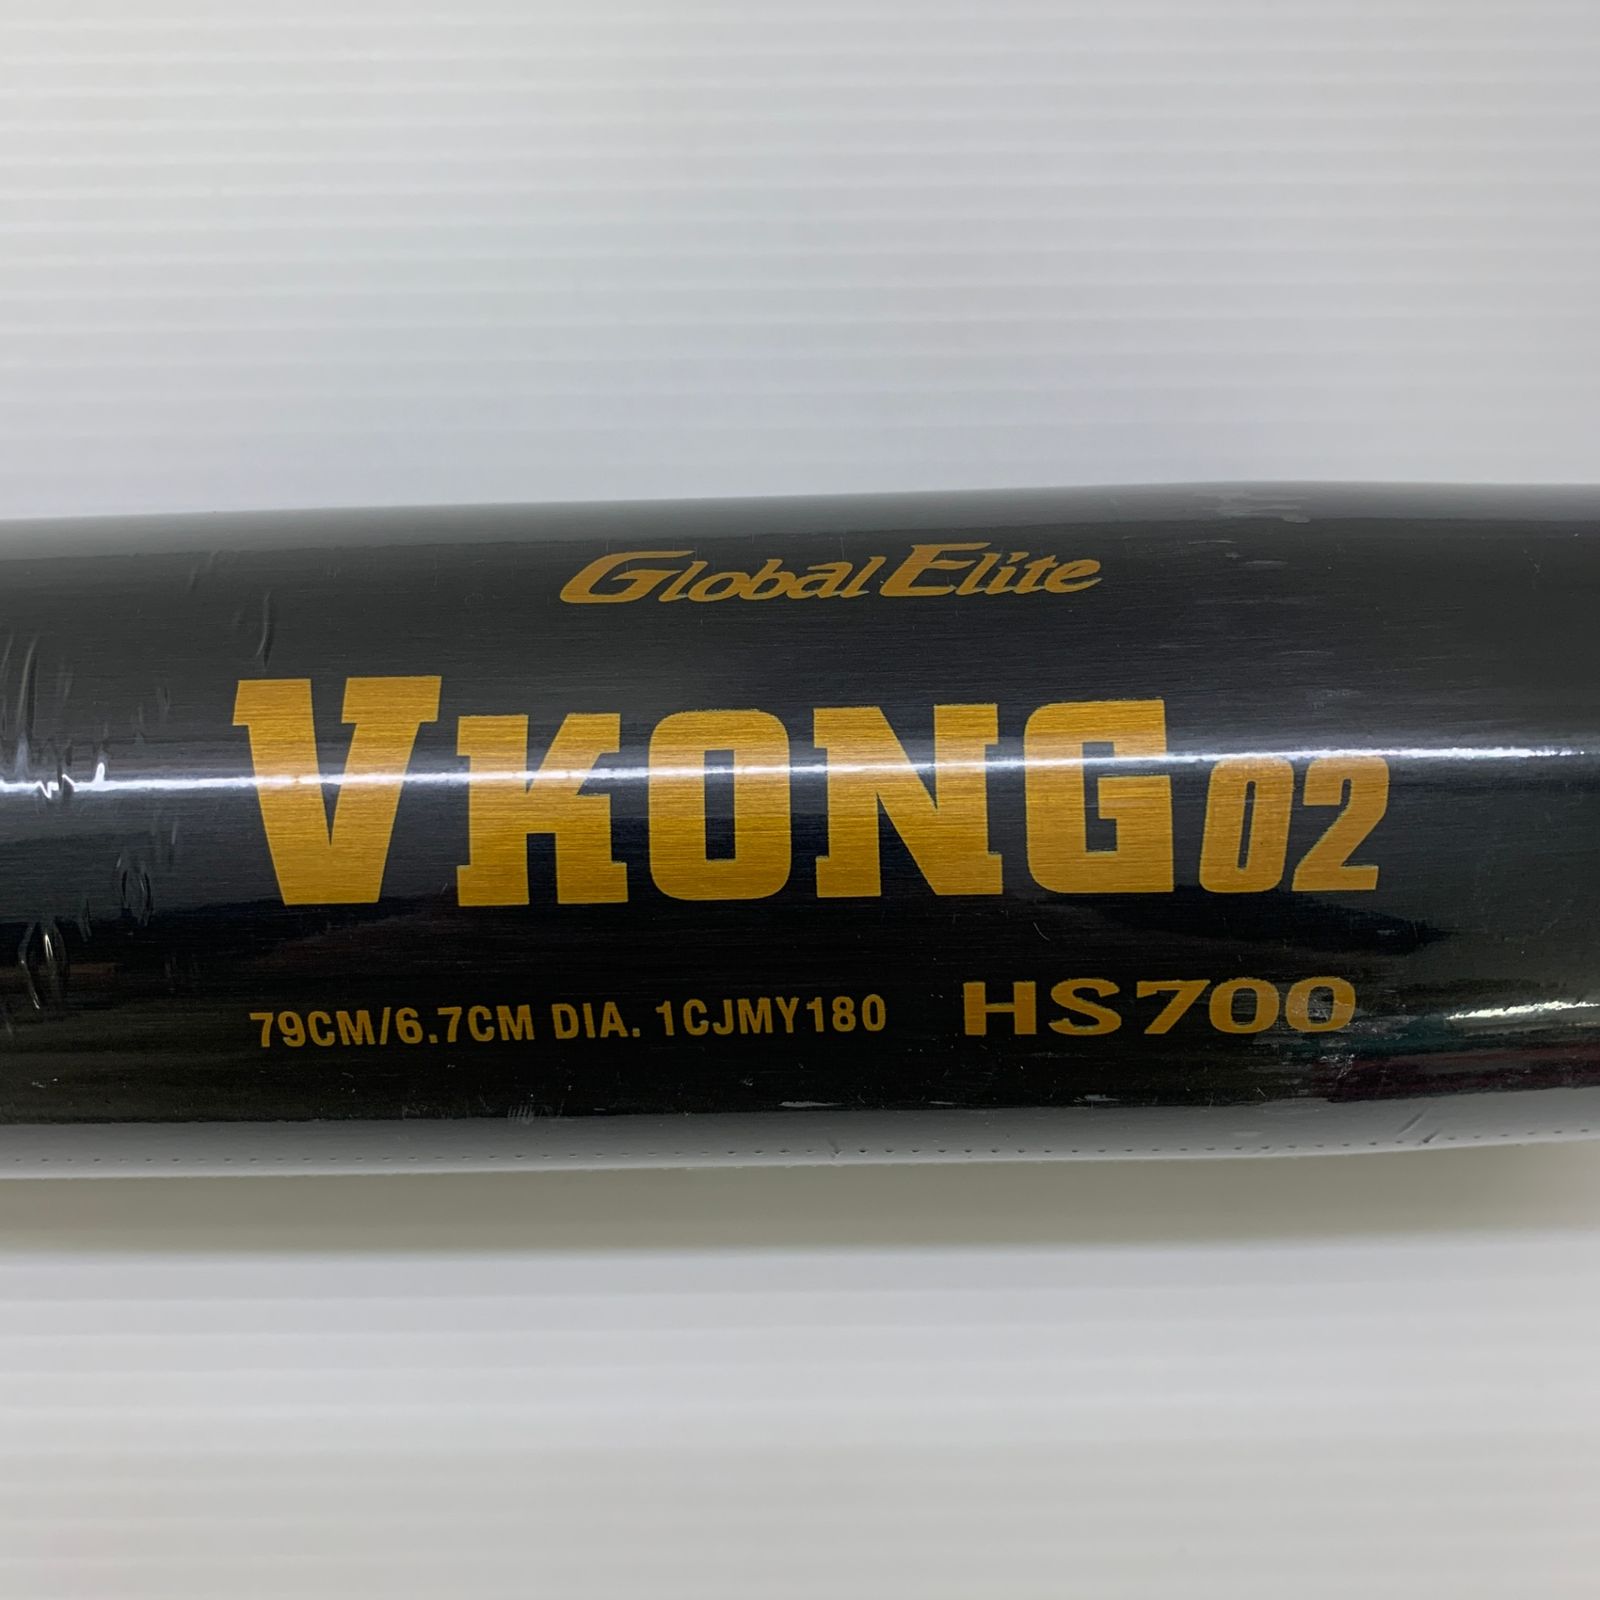 Global Elite
VKONG02
79CM/6.7CM DIA. 1CJMY180 HS700